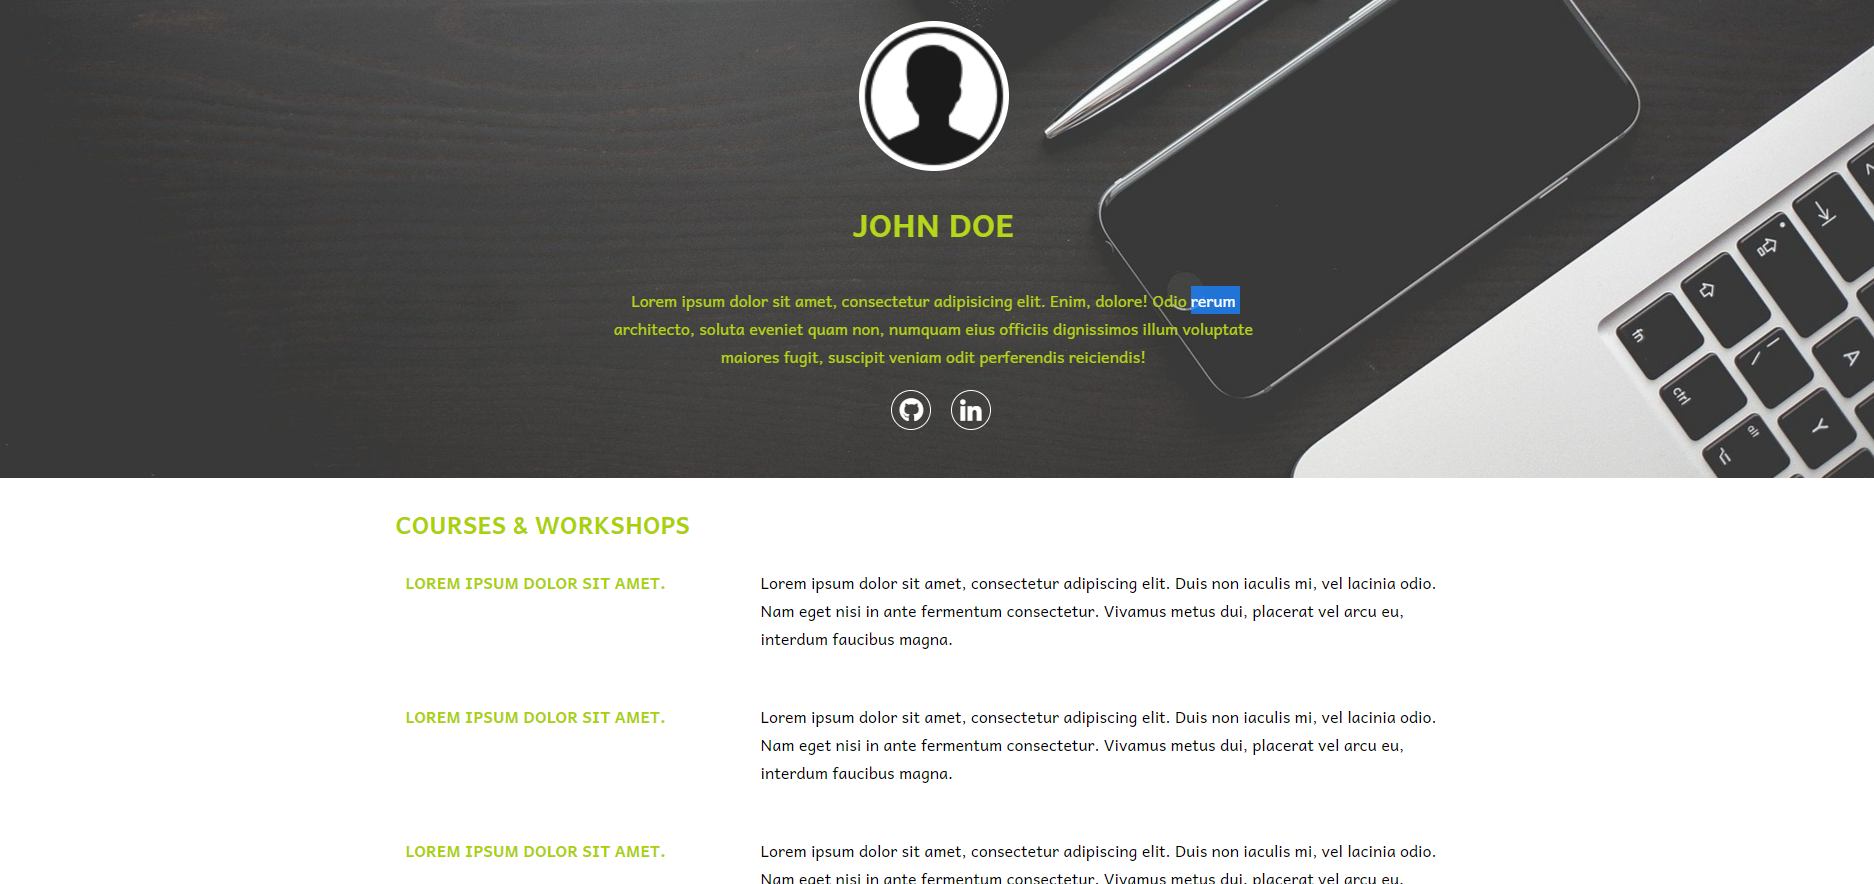 JOHN DOE
Lorem ipsum dolor sit amet, consectetur adipisicing elit. Enim, dolore! Odio rerum
architecto, soluta eveniet quam non, numquam eius officiis dignissimos illum voluptate
maiores fugit, suscipit veniam odit perferendis reiciendis!
in
fn
ctrl
alt
A
Y
COURSES & WORKSHOPS
LOREM IPSUM DOLOR SIT AMET.
Lorem ipsum dolor sit amet, consectetur adipiscing elit. Duis non iaculis mi, vel lacinia odio.
Nam eget nisi in ante fermentum consectetur. Vivamus metus dui, placerat vel arcu eu,
interdum faucibus magna.
LOREM IPSUM DOLOR SIT AMET.
Lorem ipsum dolor sit amet, consectetur adipiscing elit. Duis non iaculis mi, vel lacinia odio.
Nam eget nisi in ante fermentum consectetur. Vivamus metus dui, placerat vel arcu eu,
interdum faucibus magna.
LOREM IPSUM DOLOR SIT AMET.
Lorem ipsum dolor sit amet, consectetur adipiscing elit. Duis non iaculis mi, vel lacinia odio.
Nam eget nisi in ante fermentum consectetur. Vivamus metus dui, placerat vel arcu eu,